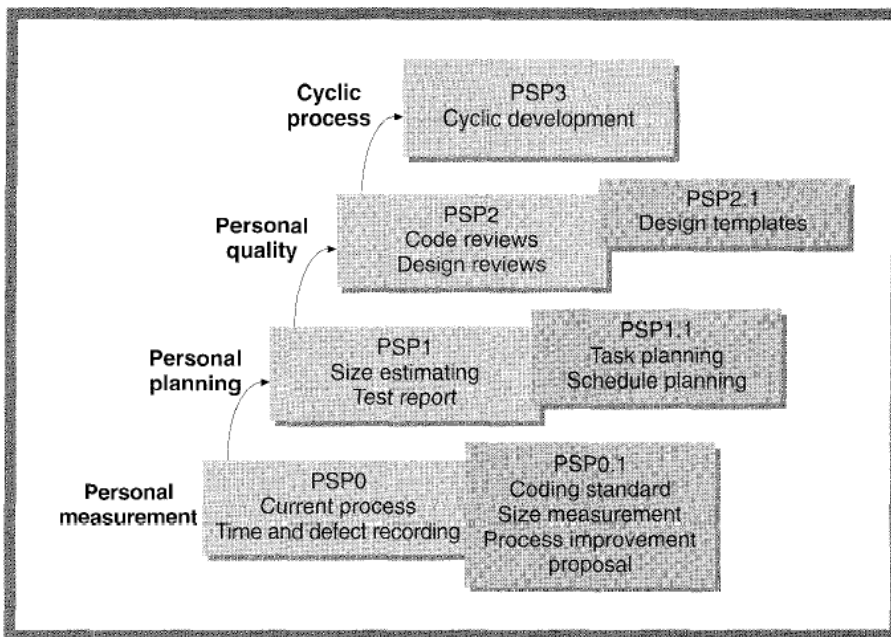 Cyclic
process
PSP3
Cyclic development
Personal
quality
PSP2
Code reviews
Design reviews
PSP2.1
Design templates
Personal
planning
PSP1
Size estimating
Test report
PSP1.1
Task planning
Schedule planning
Personal
measurement
PSP0
Current process
Time and defect recording
PSP0.1
Coding standard
Size measurement
Process improvement
proposal